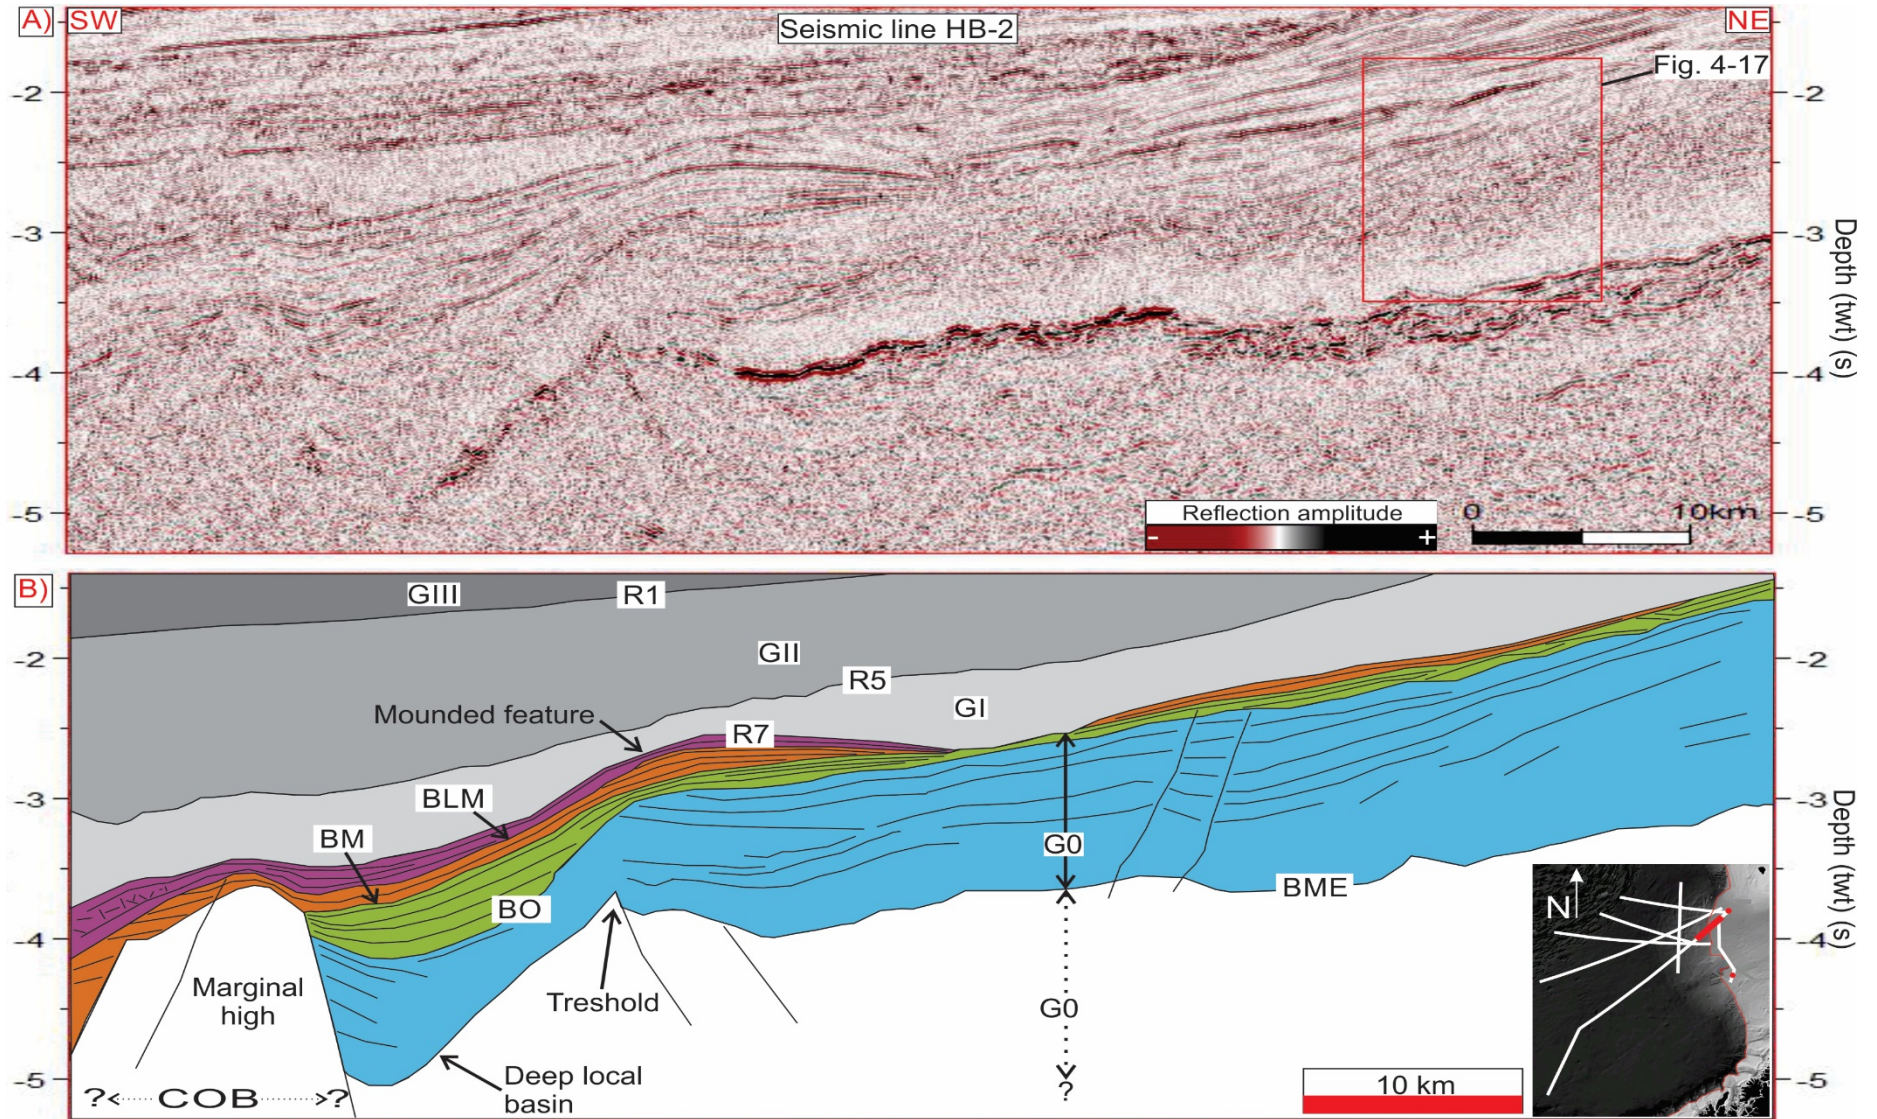 A) SW Seismic line HB-2 NE
Fig. 4-17
-2 -2
-3 -3
Depth (twt) (s)
-4 -4
Reflection amplitude 0 10km
- +
-5 -5
B)
GIII R1
GII
-2 -2
R5
Mounded feature GI
R7
-3 BLM -3
Depth (twt) (s)
BM
G0
BME
BO
N
-4 -4
Marginal
high
Treshold
G0
-5 Deep local -5
basin
?<······COB······>? ?
10 km